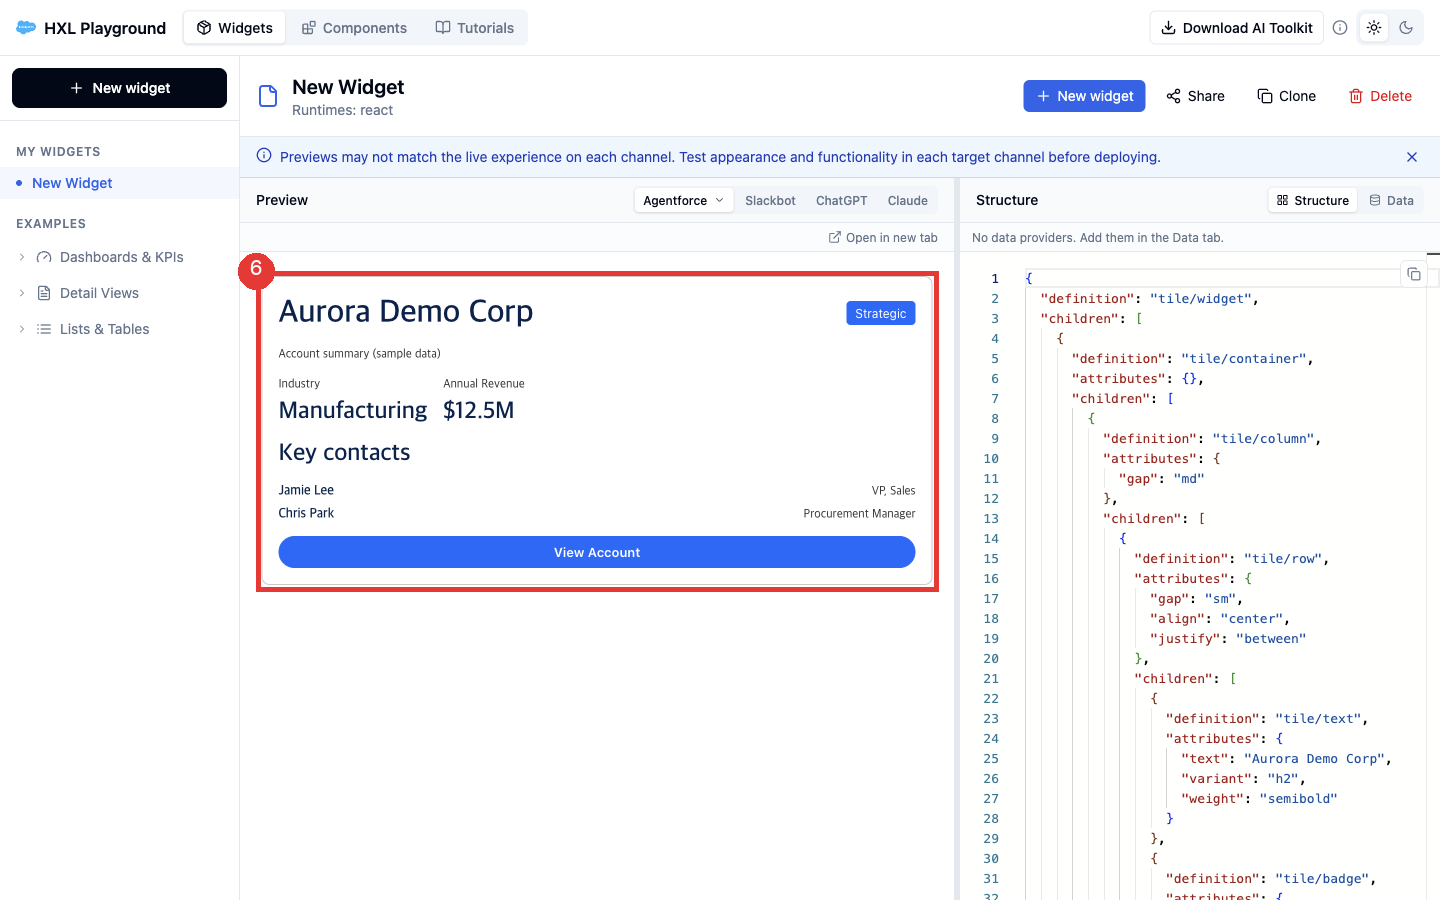 HXL Playground
Widgets
Components
Tutorials
Download AI Toolkit
New widget
MY WIDGETS
New Widget
EXAMPLES
Dashboards & KPIs
Detail Views
Lists & Tables
New Widget
Runtimes: react
New widget
Share
Clone
Delete
Previews may not match the live experience on each channel. Test appearance and functionality in each target channel before deploying.
Preview
Agentforce
Slackbot
ChatGPT
Claude
Open in new tab
6
Aurora Demo Corp
Strategic
Account summary (sample data)
Industry
Annual Revenue
Manufacturing
$12.5M
Key contacts
Jamie Lee
VP, Sales
Chris Park
Procurement Manager
View Account
Structure
Structure
Data
No data providers. Add them in the Data tab.
1 {
2 "definition": "tile/widget",
3 "children": [
4 {
5 "definition": "tile/container",
6 "attributes": {},
7 "children": [
8 {
9 "definition": "tile/column",
10 "attributes": {
11 "gap": "md"
12 },
13 "children": [
14 {
15 "definition": "tile/row",
16 "attributes": {
17 "gap": "sm",
18 "align": "center",
19 "justify": "between"
20 },
21 "children": [
22 {
23 "definition": "tile/text",
24 "attributes": {
25 "text": "Aurora Demo Corp",
26 "variant": "h2",
27 "weight": "semibold"
28 }
29 },
30 {
31 "definition": "tile/badge",
32 "attributes": {